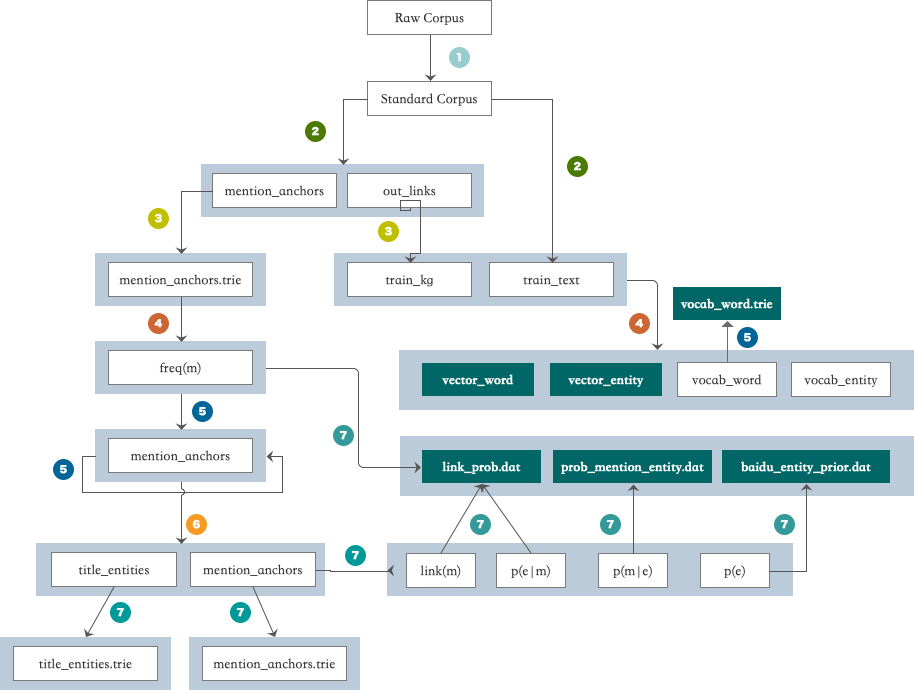 Raw Corpus
1
Standard Corpus
2
2
mention_anchors
out_links
3
3
mention_anchors.trie
train_kg
train_text
vocab_word.trie
4
4
5
freq(m)
vector_word
vector_entity
vocab_word
vocab_entity
5
7
mention_anchors
5
link_prob.dat
prob_mention_entity.dat
baidu_entity_prior.dat
6
7
7
7
7
title_entities
mention_anchors
link(m)
p(e|m)
p(m|e)
p(e)
7
7
title_entities.trie
mention_anchors.trie